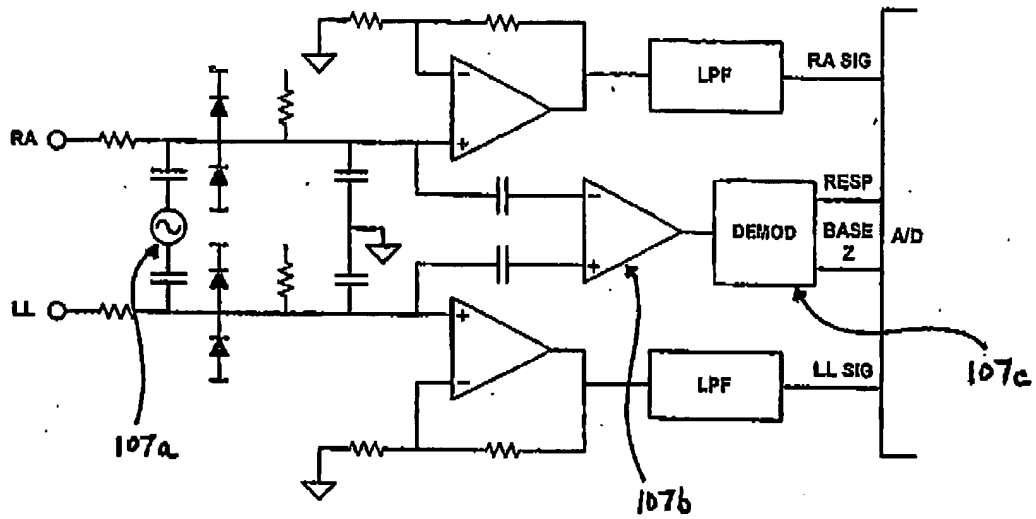 LPF
RA SIG
RA
RESP
DEMOD
BASE
Z
A/D
LL
107a
107b
107c
LPF
LL SIG